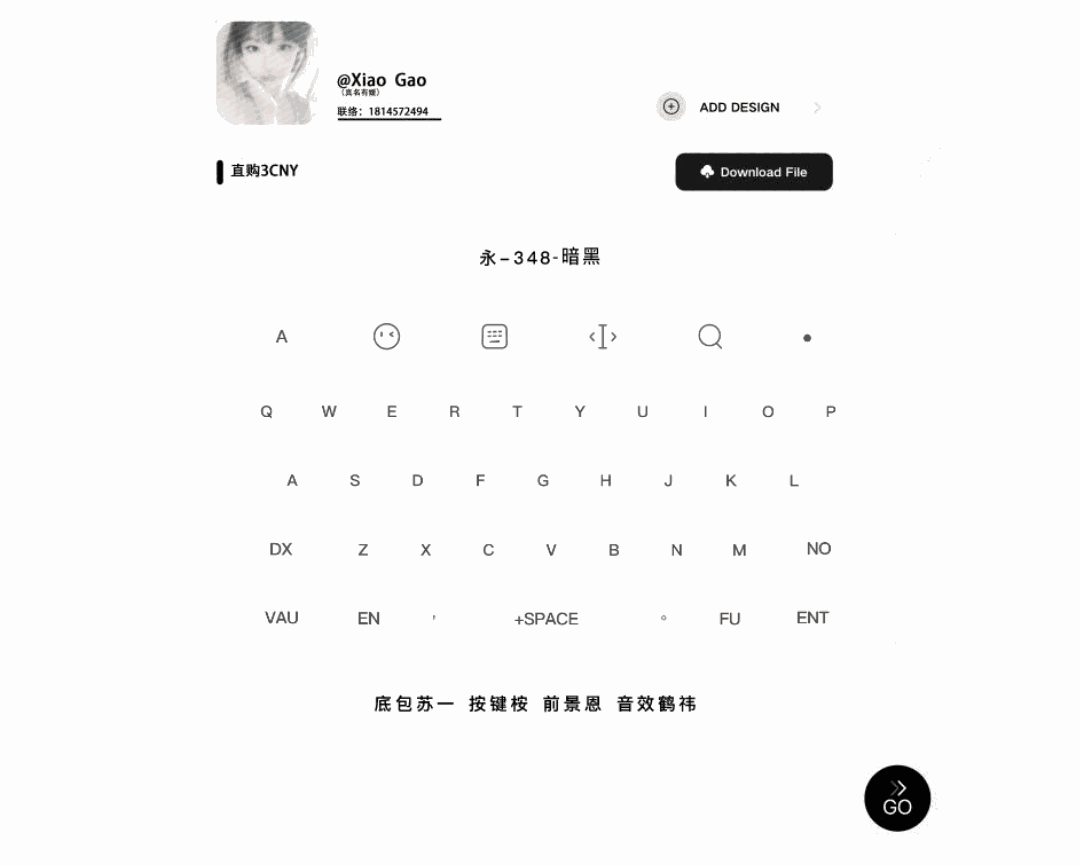 @Xiao Gao
（真名有媛）
联络：1814572494
ADD DESIGN
直购3CNY
Download File
永-348-暗黑
A
Q W E R T Y U I O P
A S D F G H J K L
DX Z X C V B N M NO
VAU EN , +SPACE 。 FU ENT
底包苏一 按键桉 前景恩 音效鹤祎
GO